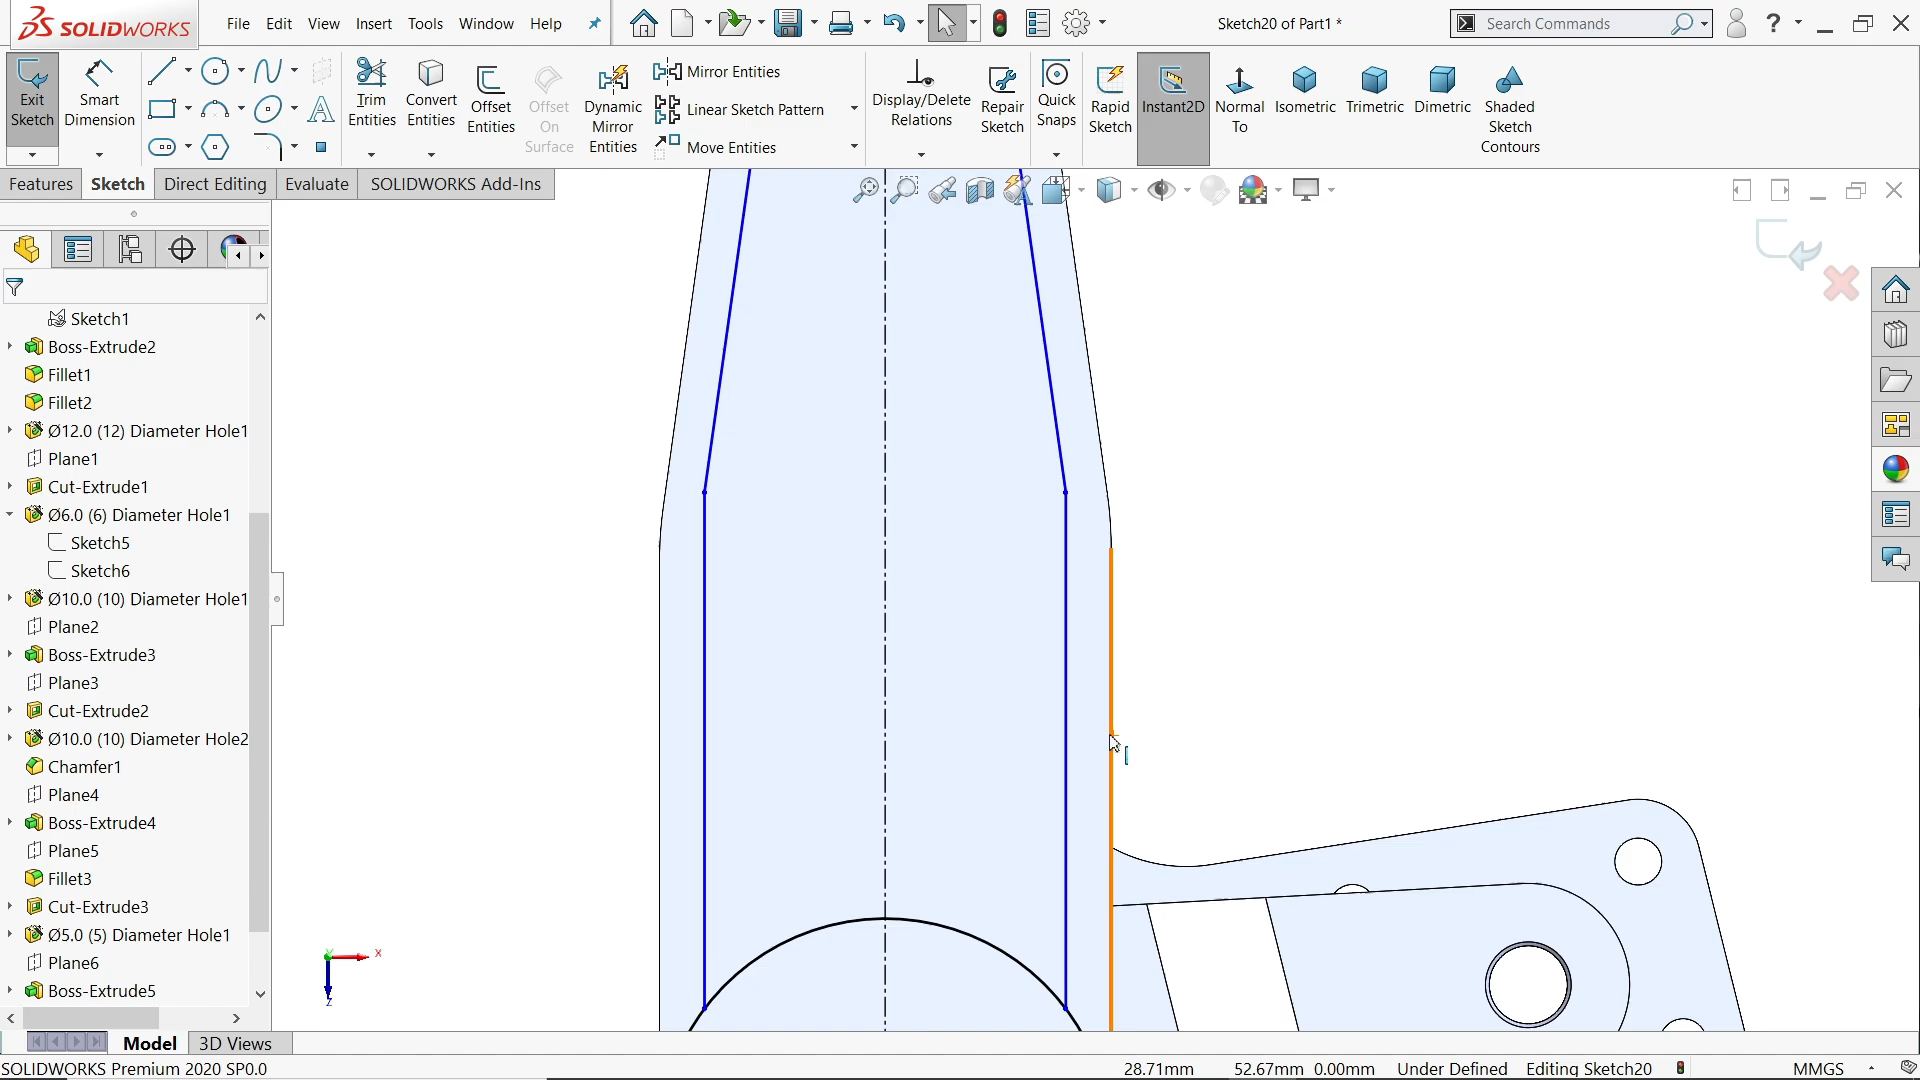 SOLIDWORKS
File Edit View Insert Tools Window Help
Sketch20 of Part1 *
Search Commands
?
Exit Sketch
Smart Dimension
Trim Entities
Convert Entities
Offset Entities
Offset On Surface
Dynamic Mirror Entities
Mirror Entities
Linear Sketch Pattern
Move Entities
Display/Delete Relations
Repair Sketch
Quick Snaps
Rapid Sketch
Instant2D
Normal To
Isometric
Trimetric
Dimetric
Shaded Sketch Contours
Features Sketch Direct Editing Evaluate SOLIDWORKS Add-Ins
Sketch1
Boss-Extrude2
Fillet1
Fillet2
Ø12.0 (12) Diameter Hole1
Plane1
Cut-Extrude1
Ø6.0 (6) Diameter Hole1
Sketch5
Sketch6
Ø10.0 (10) Diameter Hole1
Plane2
Boss-Extrude3
Plane3
Cut-Extrude2
Ø10.0 (10) Diameter Hole2
Chamfer1
Plane4
Boss-Extrude4
Plane5
Fillet3
Cut-Extrude3
Ø5.0 (5) Diameter Hole1
Plane6
Boss-Extrude5
Y
X
Z
Model 3D Views
SOLIDWORKS Premium 2020 SP0.0
28.71mm 52.67mm 0.00mm Under Defined Editing Sketch20 MMGS